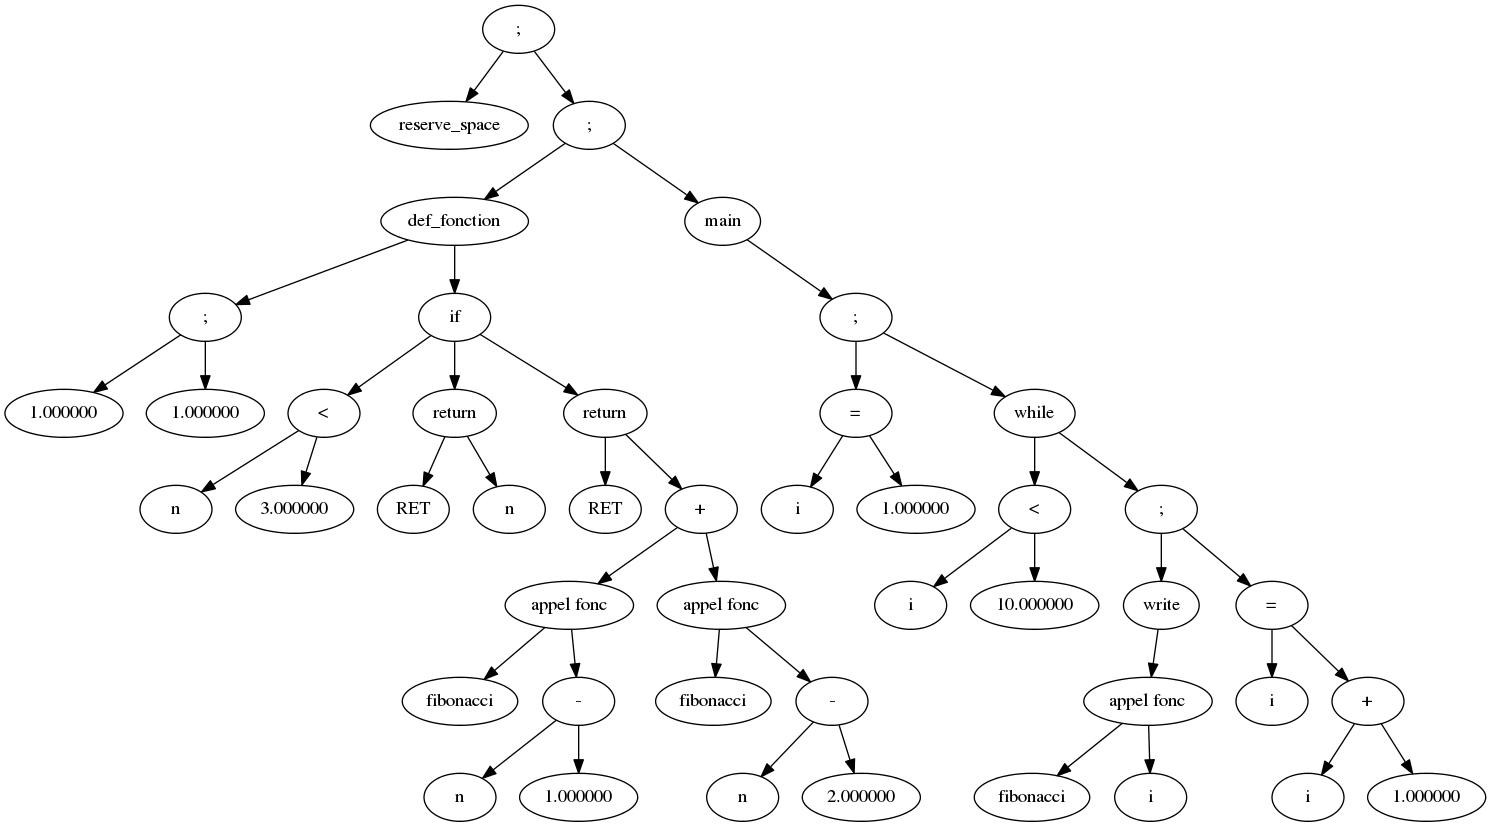 ;
reserve_space ;
def_fonction main
; if ;
1.000000 1.000000 < return return = while
n 3.000000 RET n RET + i 1.000000 < ;
appel fonc appel fonc i 10.000000 write =
fibonacci - fibonacci - appel fonc i +
n 1.000000 n 2.000000 fibonacci i i 1.000000